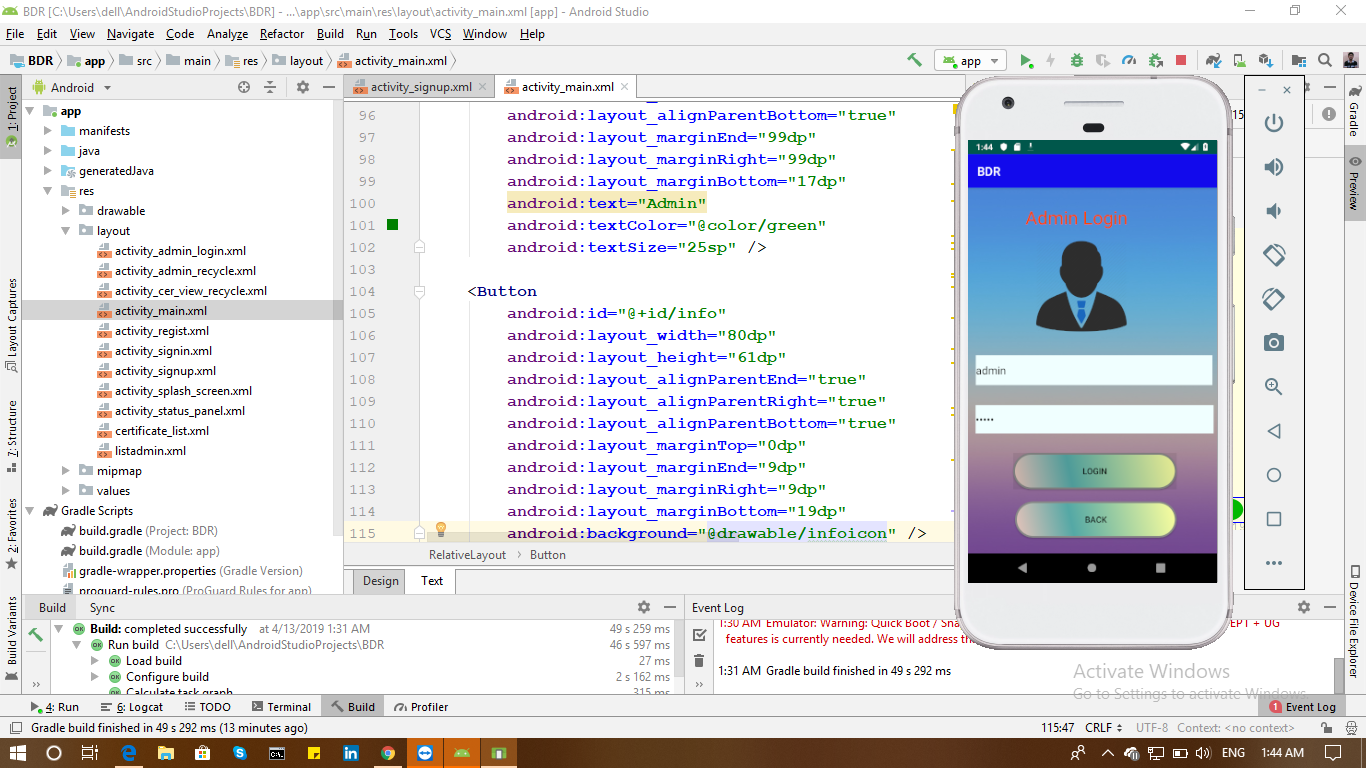 BDR [C:\Users\dell\AndroidStudioProjects\BDR] - ...\app\src\main\res\layout\activity_main.xml [app] - Android Studio
File Edit View Navigate Code Analyze Refactor Build Run Tools VCS Window Help
BDR app src main res layout activity_main.xml app
1: Project
Layout Captures
7: Structure
2: Favorites
Build Variants
Android
app
manifests
java
generatedJava
res
drawable
layout
activity_admin_login.xml
activity_admin_recycle.xml
activity_cer_view_recycle.xml
activity_main.xml
activity_regist.xml
activity_signin.xml
activity_signup.xml
activity_splash_screen.xml
activity_status_panel.xml
certificate_list.xml
listadmin.xml
mipmap
values
Gradle Scripts
build.gradle (Project: BDR)
build.gradle (Module: app)
gradle-wrapper.properties (Gradle Version)
proguard-rules.pro (ProGuard Rules for app)
activity_signup.xml activity_main.xml
96 android:layout_alignParentBottom="true"
97 android:layout_marginEnd="99dp"
98 android:layout_marginRight="99dp"
99 android:layout_marginBottom="17dp"
100 android:text="Admin"
101 android:textColor="@color/green"
102 android:textSize="25sp" />
103
104 <Button
105 android:id="@+id/info"
106 android:layout_width="80dp"
107 android:layout_height="61dp"
108 android:layout_alignParentEnd="true"
109 android:layout_alignParentRight="true"
110 android:layout_alignParentBottom="true"
111 android:layout_marginTop="0dp"
112 android:layout_marginEnd="9dp"
113 android:layout_marginRight="9dp"
114 android:layout_marginBottom="19dp"
115 android:background="@drawable/infoicon" />
RelativeLayout › Button
Design Text
1:44
BDR
Admin Login
admin
•••••
LOGIN
BACK
Gradle
Preview
Device File Explorer
Build Sync
Build: completed successfully at 4/13/2019 1:31 AM 49 s 259 ms
Run build C:\Users\dell\AndroidStudioProjects\BDR 46 s 597 ms
Load build 27 ms
Configure build 2 s 162 ms
Calculate task graph 315 ms
Event Log
1:30 AM Emulator: Warning: Quick Boot / Sna EPT + UG
features is currently needed. We will address th
1:31 AM Gradle build finished in 49 s 292 ms
Activate Windows
Go to Settings to activate Windows.
4: Run 6: Logcat TODO Terminal Build Profiler 1 Event Log
Gradle build finished in 49 s 292 ms (13 minutes ago) 115:47 CRLF UTF-8 Context: <no context>
ENG 1:44 AM